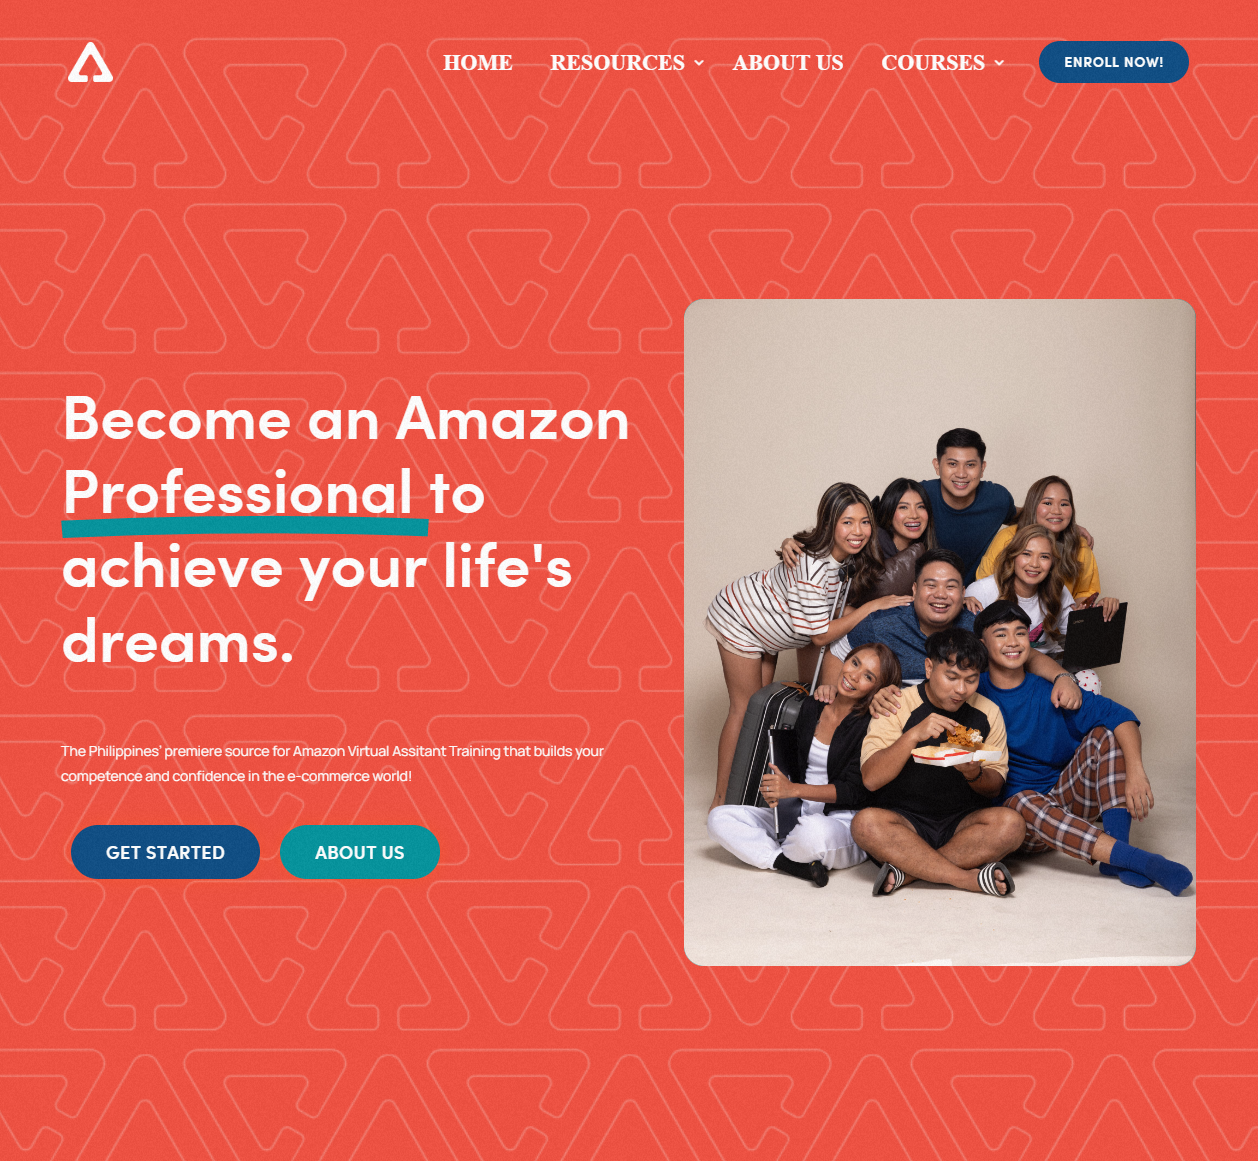 HOME RESOURCES ABOUT US COURSES ENROLL NOW!
Become an Amazon
Professional to
achieve your life's
dreams.
The Philippines' premiere source for Amazon Virtual Assitant Training that builds your
competence and confidence in the e-commerce world!
GET STARTED ABOUT US